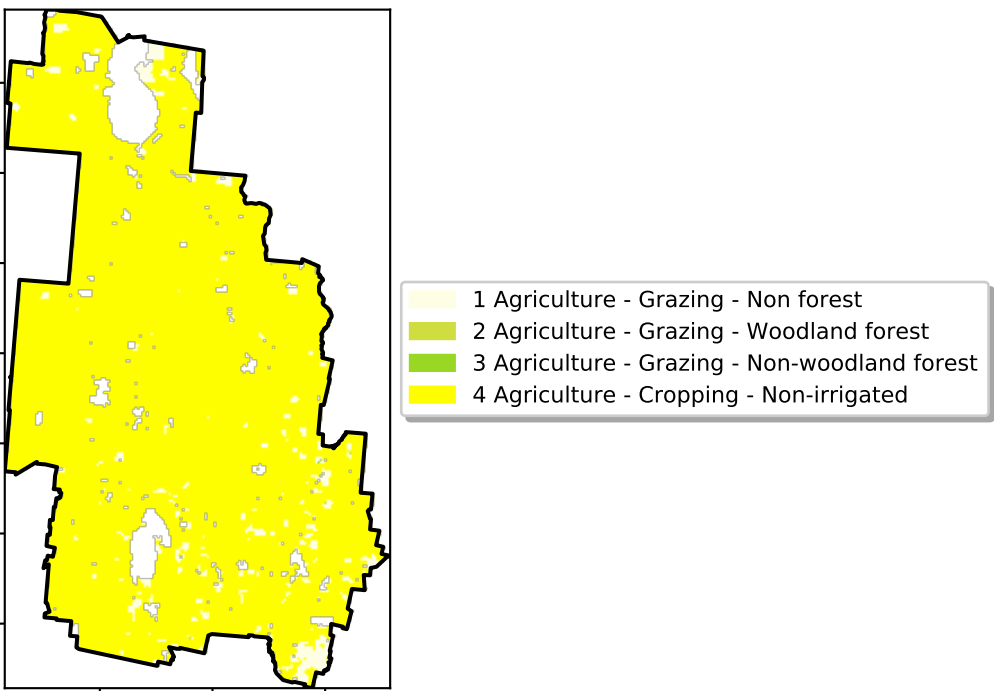 1 Agriculture - Grazing - Non forest
2 Agriculture - Grazing - Woodland forest
3 Agriculture - Grazing - Non-woodland forest
4 Agriculture - Cropping - Non-irrigated